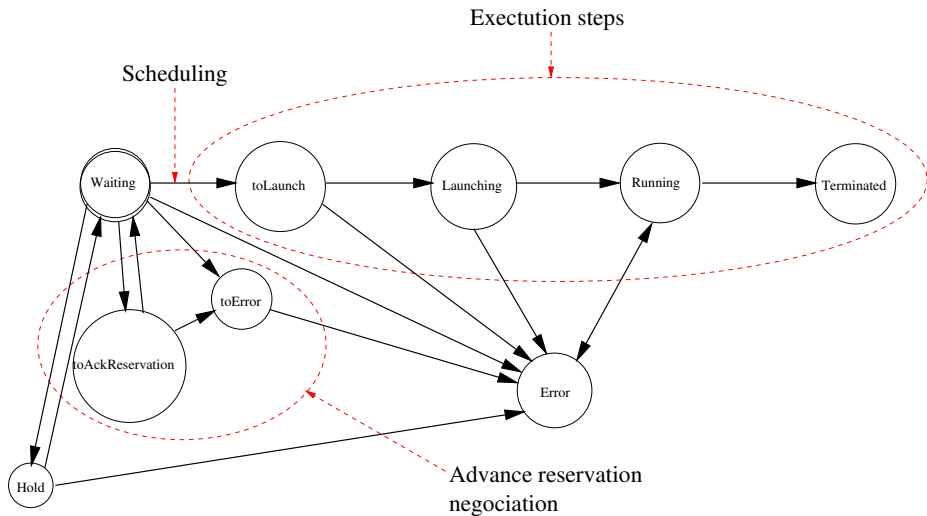 Exectution steps
Scheduling
Waiting
toLaunch
Launching
Running
Terminated
toError
toAckReservation
Error
Hold
Advance reservation
negociation